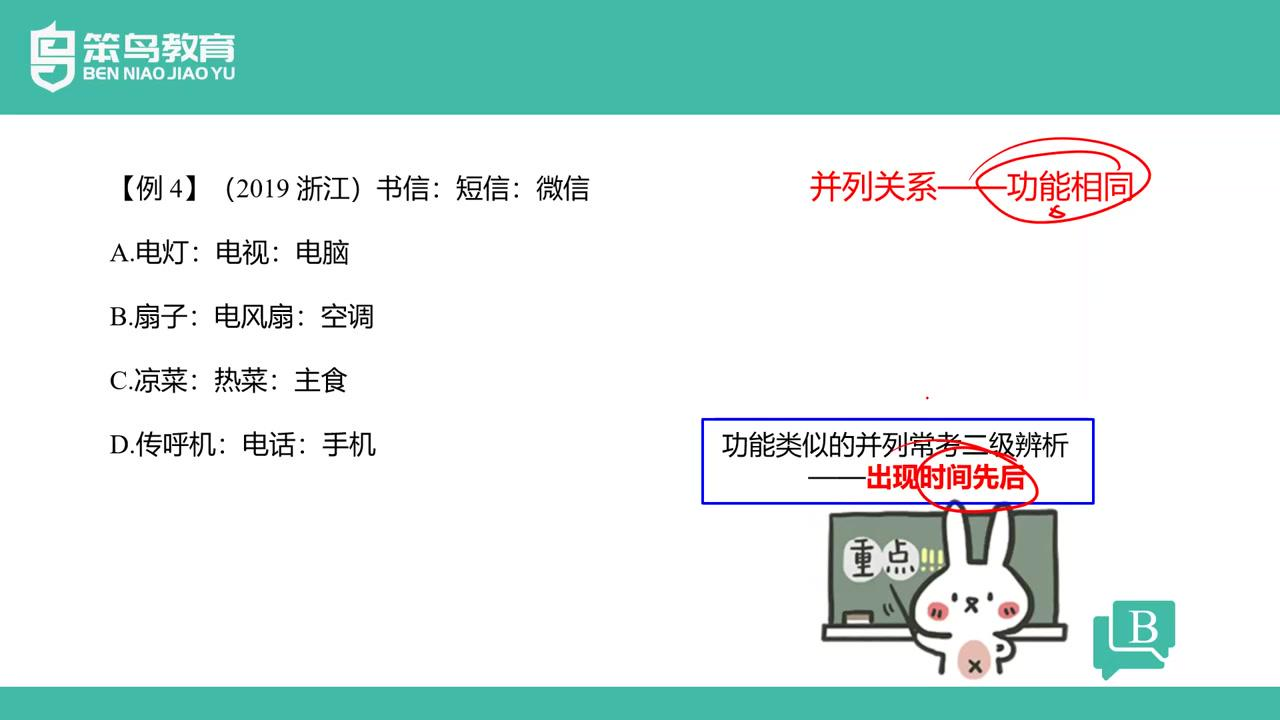 笨鸟教育
BEN NIAO JIAO YU
【例 4】（2019 浙江）书信：短信：微信
并列关系——功能相同
A.电灯：电视：电脑
B.扇子：电风扇：空调
C.凉菜：热菜：主食
D.传呼机：电话：手机
功能类似的并列常考二级辨析
——出现时间先后
重点!!!
B